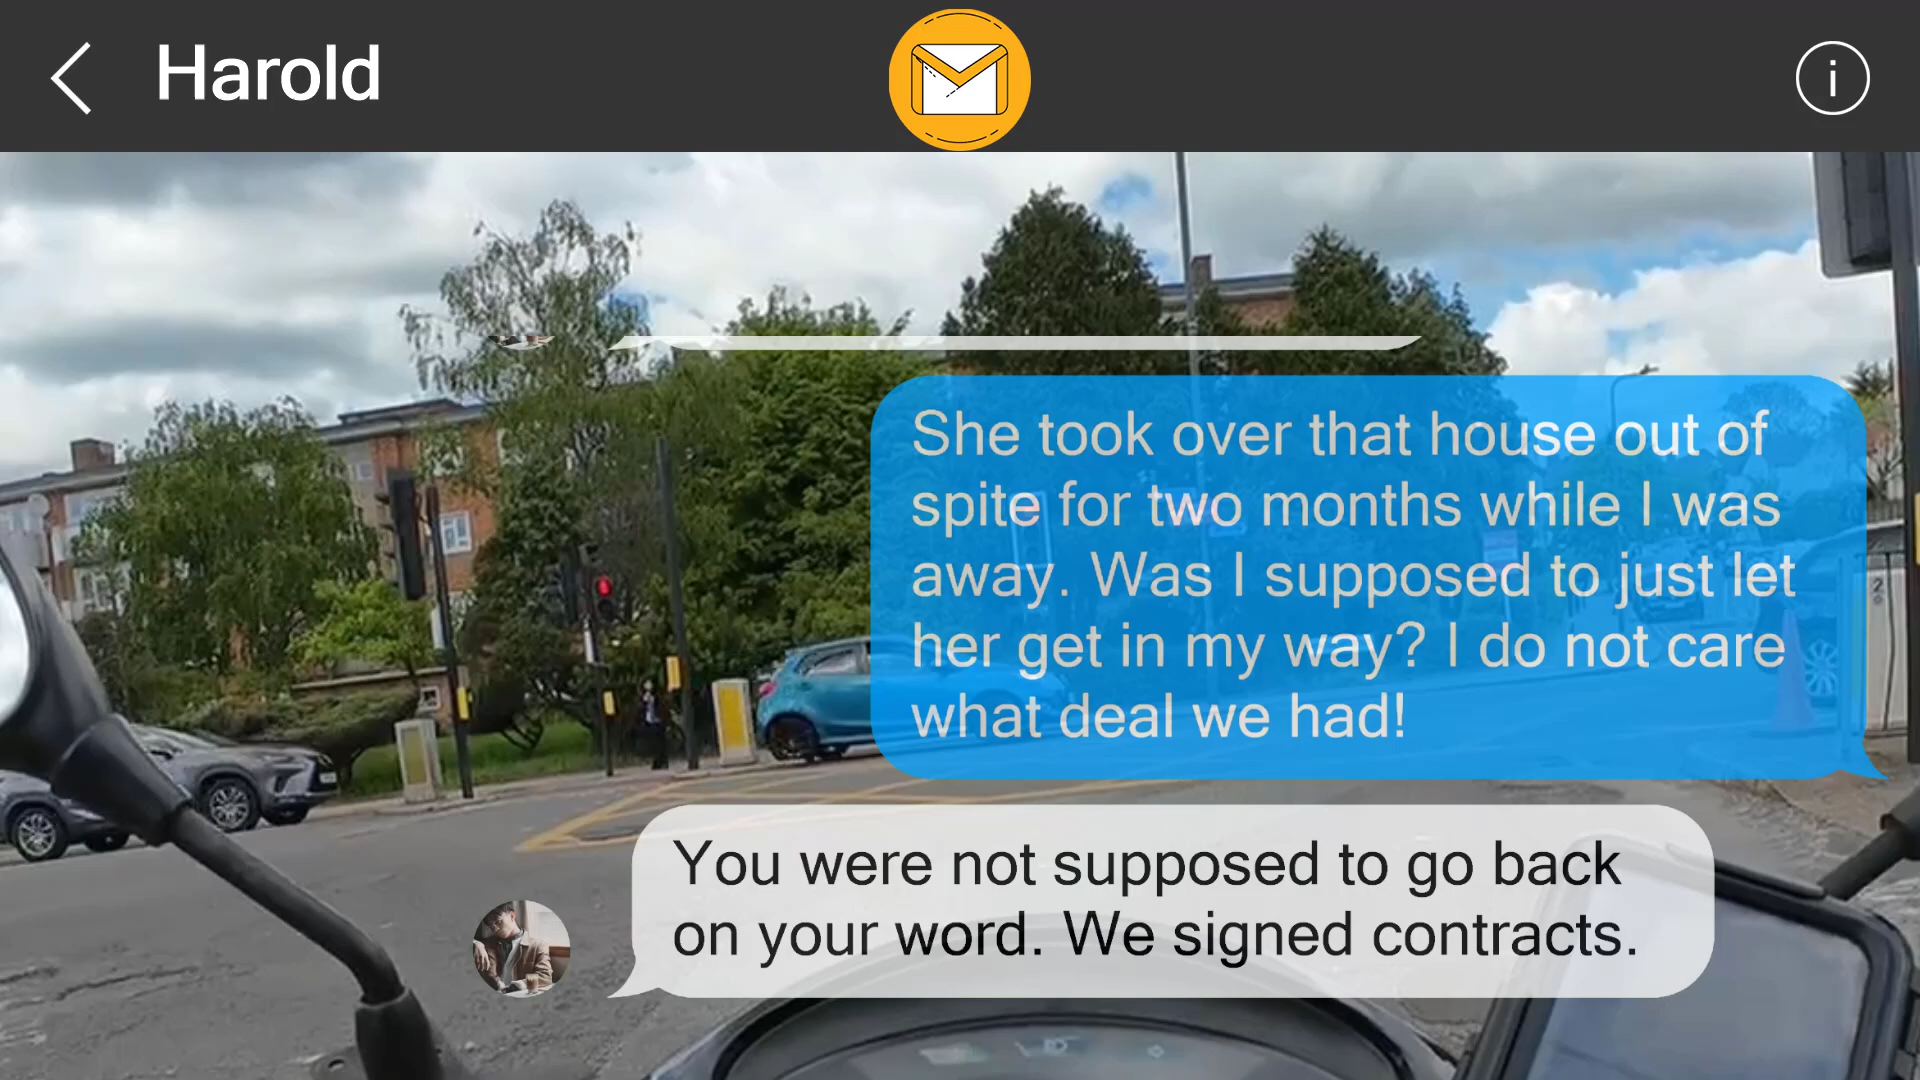 Harold
She took over that house out of
spite for two months while I was
away. Was I supposed to just let
her get in my way? I do not care
what deal we had!
You were not supposed to go back
on your word. We signed contracts.